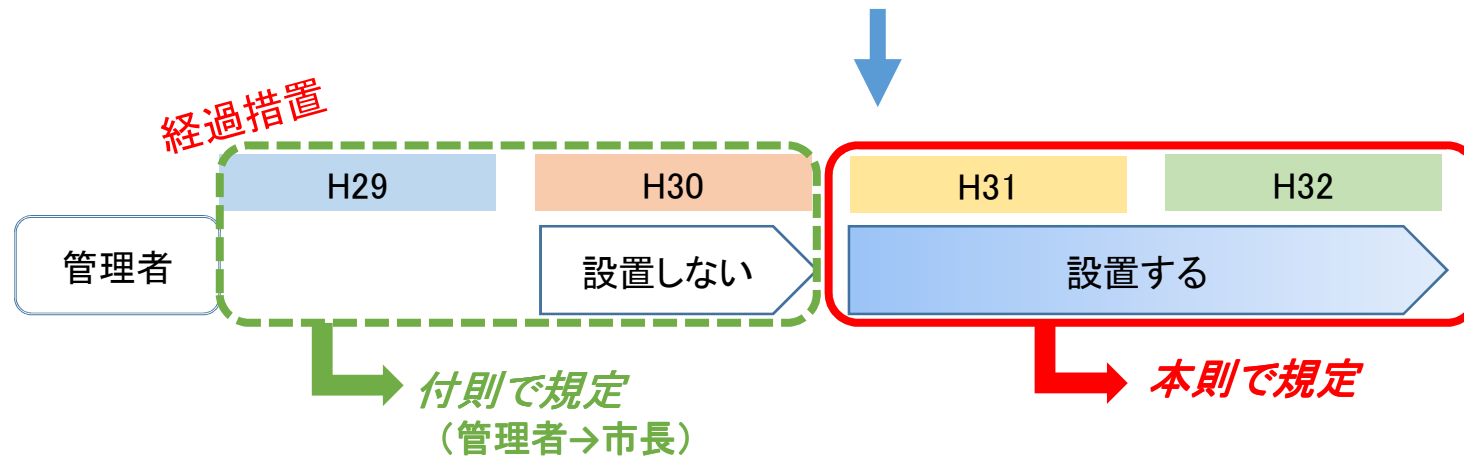 経過措置
H29
H30
H31
H32
管理者
設置しない
設置する
付則で規定
（管理者→市長）
本則で規定